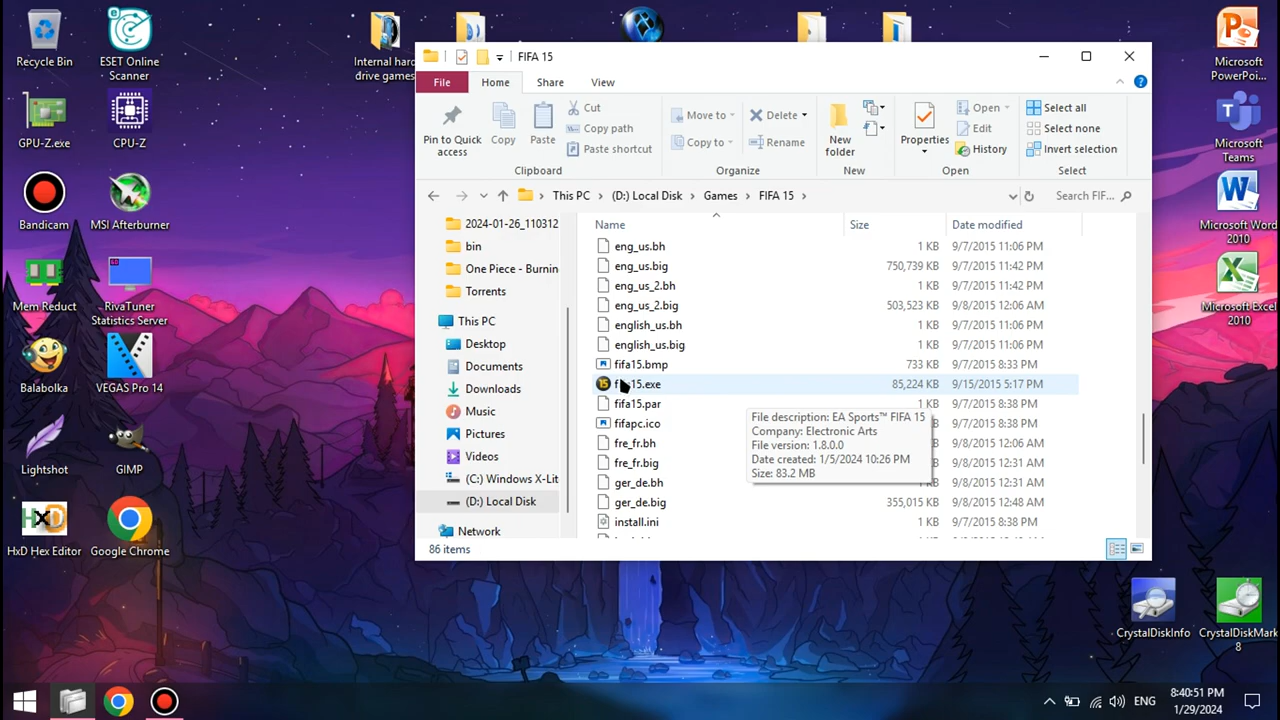 Recycle Bin
ESET Online
Scanner
GPU-Z.exe
CPU-Z
Bandicam
MSI Afterburner
Mem Reduct
RivaTuner
Statistics Server
Balabolka
VEGAS Pro 14
Lightshot
GIMP
HxD Hex Editor
Google Chrome
Internal hard
drive games
FIFA 15
File
Home
Share
View
Pin to Quick
access
Copy
Paste
Cut
Copy path
Paste shortcut
Clipboard
Move to
Copy to
Delete
Rename
Organize
New
folder
New
Properties
Open
Edit
History
Open
Select all
Select none
Invert selection
Select
This PC
(D:) Local Disk
Games
FIFA 15
Search FIF...
2024-01-26_110312
bin
One Piece - Burnin
Torrents
This PC
Desktop
Documents
Downloads
Music
Pictures
Videos
(C:) Windows X-Lit
(D:) Local Disk
Network
Name Size Date modified
eng_us.bh 1 KB 9/7/2015 11:06 PM
eng_us.big 750,739 KB 9/7/2015 11:42 PM
eng_us_2.bh 1 KB 9/7/2015 11:42 PM
eng_us_2.big 503,523 KB 9/8/2015 12:06 AM
english_us.bh 1 KB 9/7/2015 11:06 PM
english_us.big 1 KB 9/7/2015 11:06 PM
fifa15.bmp 733 KB 9/7/2015 8:33 PM
fifa15.exe 85,224 KB 9/15/2015 5:17 PM
fifa15.par 1 KB 9/7/2015 8:38 PM
fifapc.ico 9/7/2015 8:38 PM
fre_fr.bh 9/8/2015 12:06 AM
fre_fr.big 9/8/2015 12:31 AM
ger_de.bh 1 KB 9/8/2015 12:31 AM
ger_de.big 355,015 KB 9/8/2015 12:48 AM
install.ini 1 KB 9/7/2015 8:38 PM
File description: EA Sports™ FIFA 15
Company: Electronic Arts
File version: 1.8.0.0
Date created: 1/5/2024 10:26 PM
Size: 83.2 MB
86 items
Microsoft
PowerPoi...
Microsoft
Teams
Microsoft Word
2010
Microsoft Excel
2010
CrystalDiskInfo
CrystalDiskMark
8
ENG
8:40:51 PM
1/29/2024